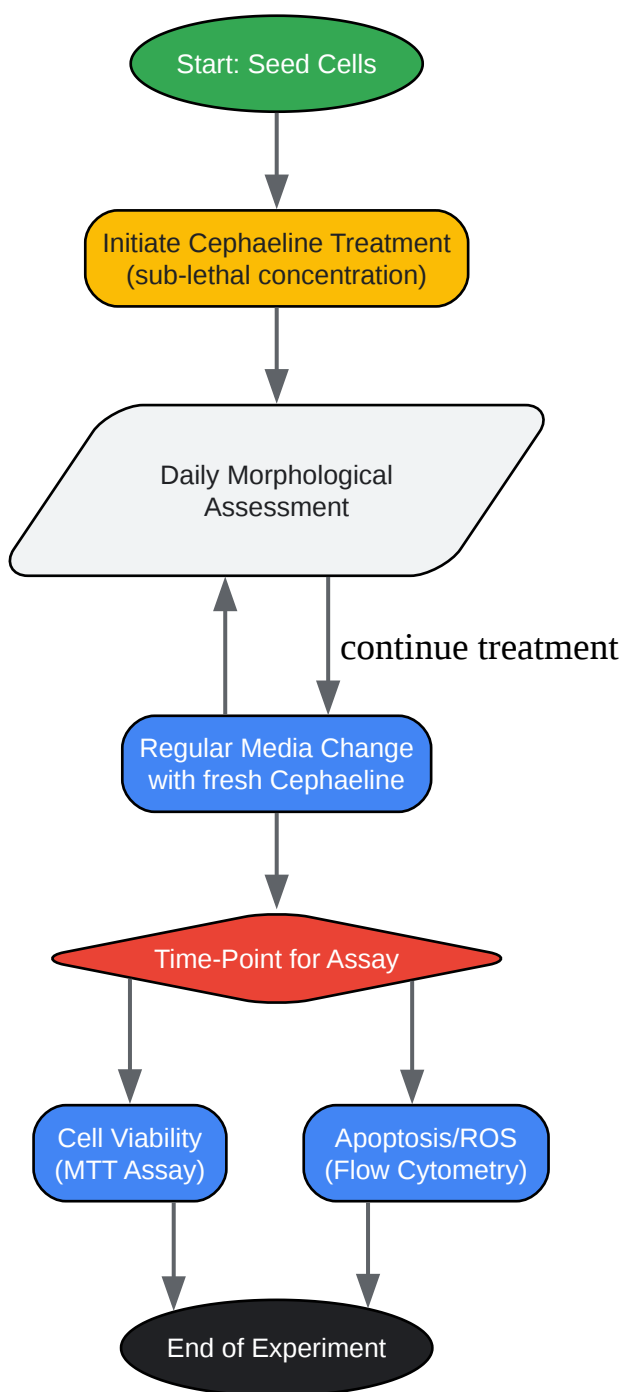 Start: Seed Cells
Initiate Cephaeline Treatment
(sub-lethal concentration)
Daily Morphological
Assessment
continue treatment
Regular Media Change
with fresh Cephaeline
Time-Point for Assay
Cell Viability
(MTT Assay)
Apoptosis/ROS
(Flow Cytometry)
End of Experiment